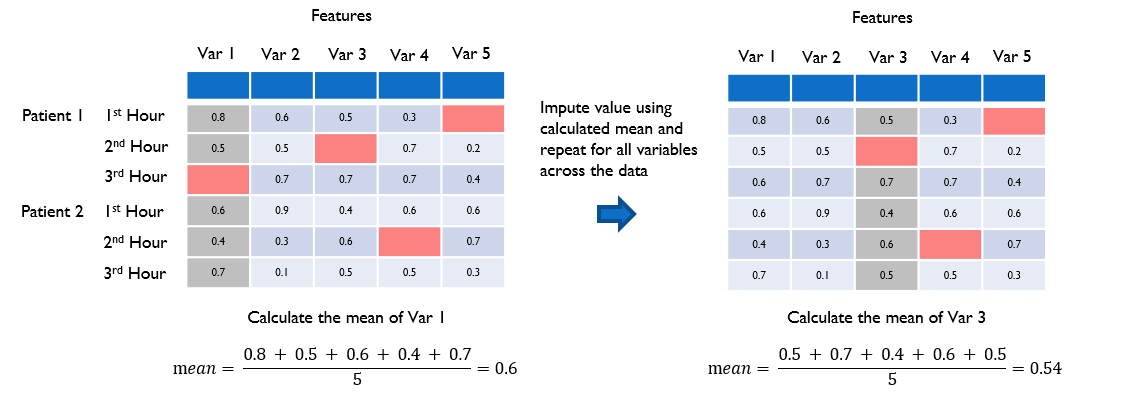 Features
Var 1 Var 2 Var 3 Var 4 Var 5
Patient 1 1st Hour 0.8 0.6 0.5 0.3
2nd Hour 0.5 0.5 0.7 0.2
3rd Hour 0.7 0.7 0.7 0.4
Patient 2 1st Hour 0.6 0.9 0.4 0.6 0.6
2nd Hour 0.4 0.3 0.6 0.7
3rd Hour 0.7 0.1 0.5 0.5 0.3
Calculate the mean of Var 1
mean = (0.8 + 0.5 + 0.6 + 0.4 + 0.7) / 5 = 0.6
Impute value using
calculated mean and
repeat for all variables
across the data
Features
Var 1 Var 2 Var 3 Var 4 Var 5
0.8 0.6 0.5 0.3
0.5 0.5 0.7 0.2
0.6 0.7 0.7 0.7 0.4
0.6 0.9 0.4 0.6 0.6
0.4 0.3 0.6 0.7
0.7 0.1 0.5 0.5 0.3
Calculate the mean of Var 3
mean = (0.5 + 0.7 + 0.4 + 0.6 + 0.5) / 5 = 0.54